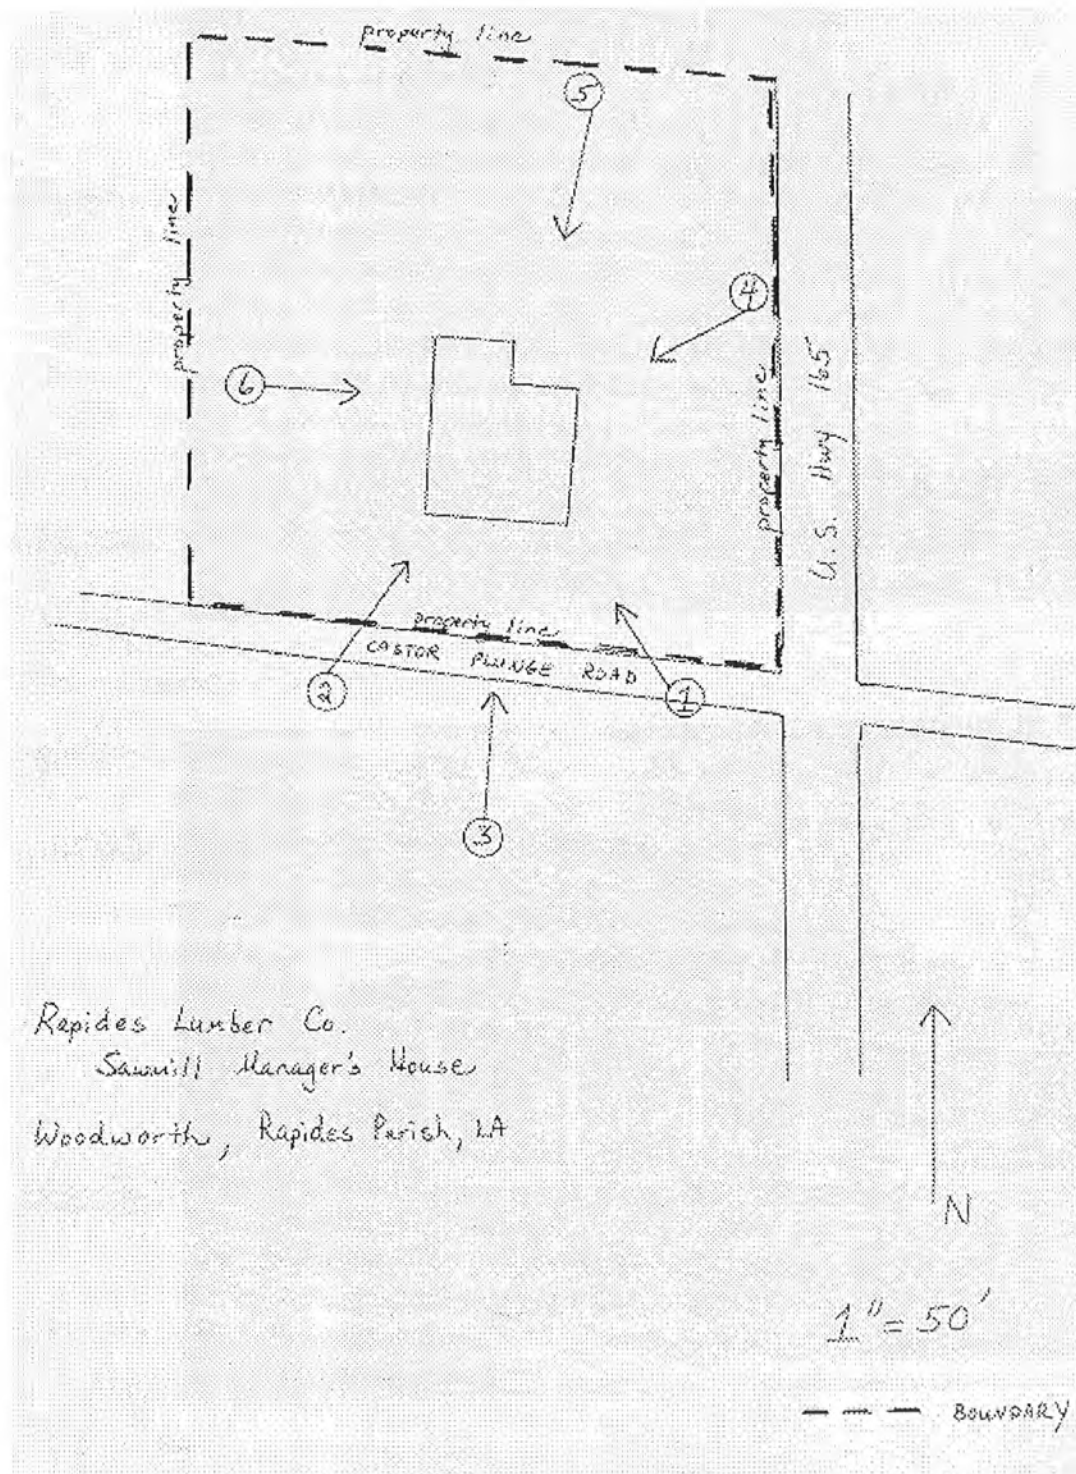 property line
5
property line
4
6
property line
U.S. Hwy 165
property line
CASTOR PLUNGE ROAD
2
1
3
Rapides Lumber Co.
Sawmill Manager's House
Woodworth, Rapides Parish, LA
N
1" = 50'
BOUNDARY